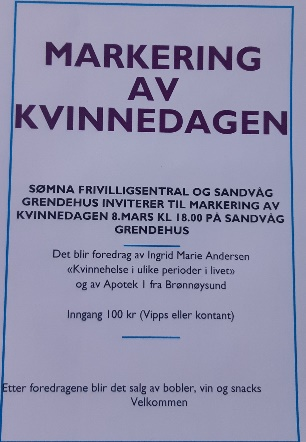 MARKERING
AV
KVINNEDAGEN
SØMNA FRIVILLIGSENTRAL OG SANDVÅG
GRENDEHUS INVITERER TIL MARKERING AV
KVINNEDAGEN 8.MARS KL 18.00 PÅ SANDVÅG
GRENDEHUS
Det blir foredrag av Ingrid Marie Andersen
«Kvinnehelse i ulike perioder i livet»
og av Apotek 1 fra Brønnøysund
Inngang 100 kr (Vipps eller kontant)
Etter foredragene blir det salg av bobler, vin og snacks
Velkommen